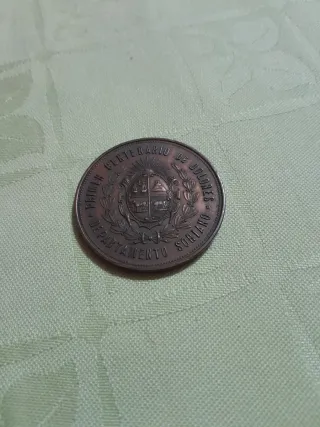 PRIMER CENTENARIO DE DOLORES
DEPARTAMENTO SORIANO